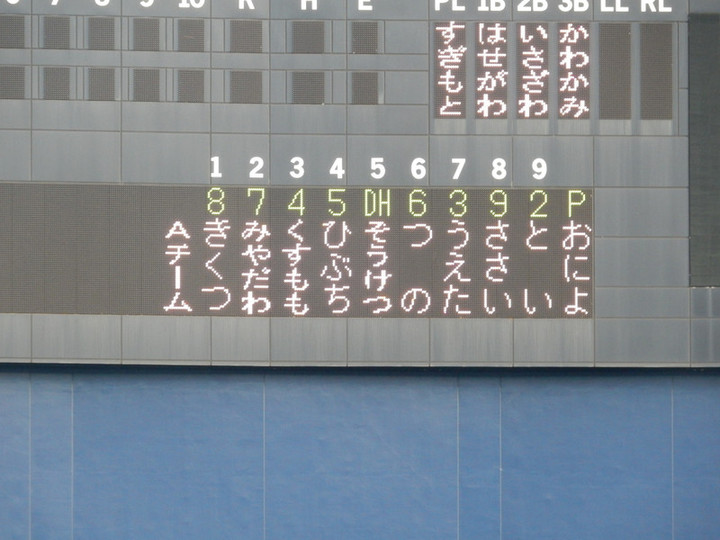 6 7 8 9 10 R H E PL 1B 2B 3B LL RL
すぎもと
はせがわ
いさざわ
かわかみ
1 2 3 4 5 6 7 8 9
8 7 4 5 DH 6 3 9 2 P
Aチーム
きくつ
みやだわ
くすもも
ひぶち
そうけつ
つの
うえた
ささい
とい
おによ